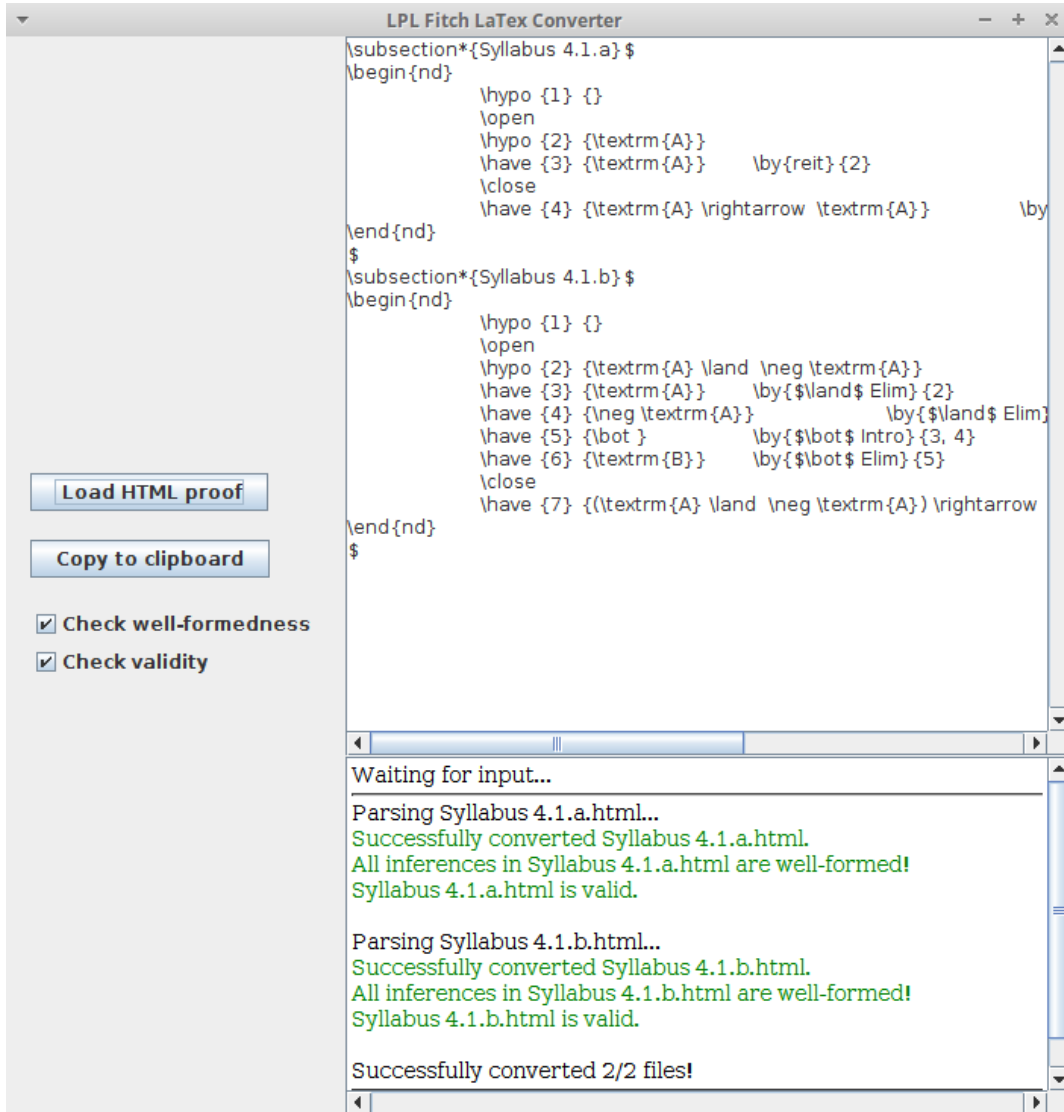 LPL Fitch LaTex Converter
\subsection*{Syllabus 4.1.a}$
\begin{nd}
\hypo {1} {}
\open
\hypo {2} {\textrm{A}}
\have {3} {\textrm{A}} \by{reit}{2}
\close
\have {4} {\textrm{A} \rightarrow \textrm{A}} \by
\end{nd}
$
\subsection*{Syllabus 4.1.b}$
\begin{nd}
\hypo {1} {}
\open
\hypo {2} {\textrm{A} \land \neg \textrm{A}}
\have {3} {\textrm{A}} \by{$\land$ Elim}{2}
\have {4} {\neg \textrm{A}} \by{$\land$ Elim}
\have {5} {\bot } \by{$\bot$ Intro}{3, 4}
\have {6} {\textrm{B}} \by{$\bot$ Elim}{5}
\close
\have {7} {(\textrm{A} \land \neg \textrm{A}) \rightarrow
\end{nd}
$
Load HTML proof
Copy to clipboard
Check well-formedness
Check validity
Waiting for input...
Parsing Syllabus 4.1.a.html...
Successfully converted Syllabus 4.1.a.html.
All inferences in Syllabus 4.1.a.html are well-formed!
Syllabus 4.1.a.html is valid.
Parsing Syllabus 4.1.b.html...
Successfully converted Syllabus 4.1.b.html.
All inferences in Syllabus 4.1.b.html are well-formed!
Syllabus 4.1.b.html is valid.
Successfully converted 2/2 files!